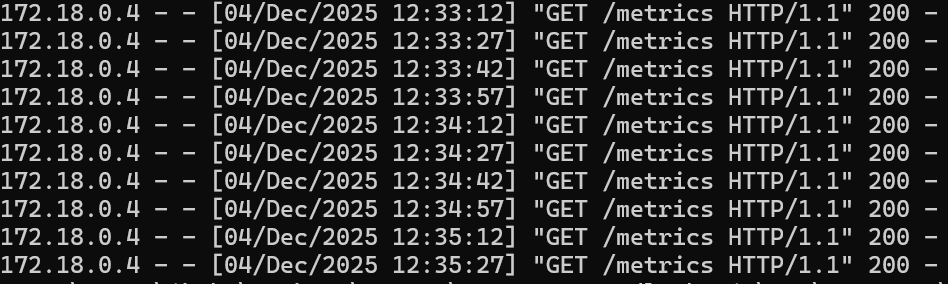 172.18.0.4 - - [04/Dec/2025 12:33:12] "GET /metrics HTTP/1.1" 200 -
172.18.0.4 - - [04/Dec/2025 12:33:27] "GET /metrics HTTP/1.1" 200 -
172.18.0.4 - - [04/Dec/2025 12:33:42] "GET /metrics HTTP/1.1" 200 -
172.18.0.4 - - [04/Dec/2025 12:33:57] "GET /metrics HTTP/1.1" 200 -
172.18.0.4 - - [04/Dec/2025 12:34:12] "GET /metrics HTTP/1.1" 200 -
172.18.0.4 - - [04/Dec/2025 12:34:27] "GET /metrics HTTP/1.1" 200 -
172.18.0.4 - - [04/Dec/2025 12:34:42] "GET /metrics HTTP/1.1" 200 -
172.18.0.4 - - [04/Dec/2025 12:34:57] "GET /metrics HTTP/1.1" 200 -
172.18.0.4 - - [04/Dec/2025 12:35:12] "GET /metrics HTTP/1.1" 200 -
172.18.0.4 - - [04/Dec/2025 12:35:27] "GET /metrics HTTP/1.1" 200 -